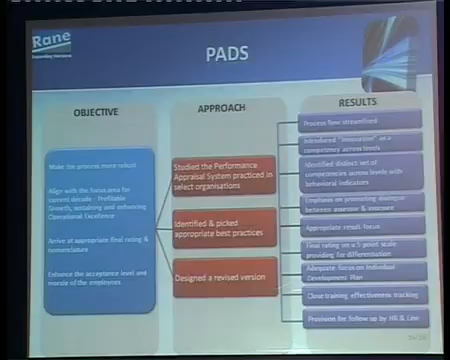 Rane
Expanding Horizons
PADS
OBJECTIVE
APPROACH
RESULTS
Make the process more robust
Align with the focus area for
current decade - Profitable
Growth, sustaining and enhancing
Operational Excellence
Arrive at appropriate final rating &
nomenclature
Enhance the acceptance level and
morale of the employees
Studied the Performance
Appraisal System practiced in
select organisations
Identified & picked
appropriate best practices
Designed a revised version
Process flow streamlined
Introduced "Innovation" as a
competency across levels
Identified distinct set of
competencies across levels with
behavioral indicators
Emphasis on promoting dialogue
between assessor & assessee
Appropriate result focus
Final rating on a 5 point scale
providing for differentiation
Adequate focus on Individual
Development Plan
Close training effectiveness tracking
Provision for follow up by HR & Line